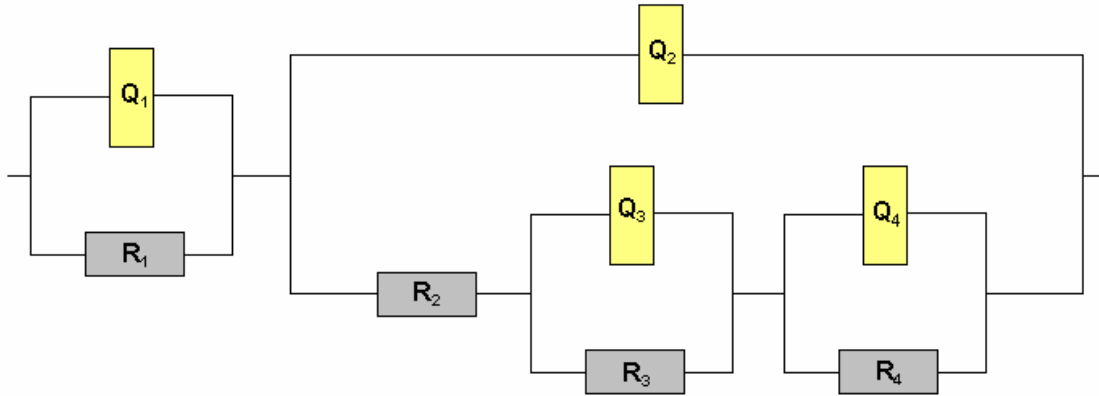 Q₂
Q₁
Q₃
Q₄
R₁
R₂
R₃
R₄